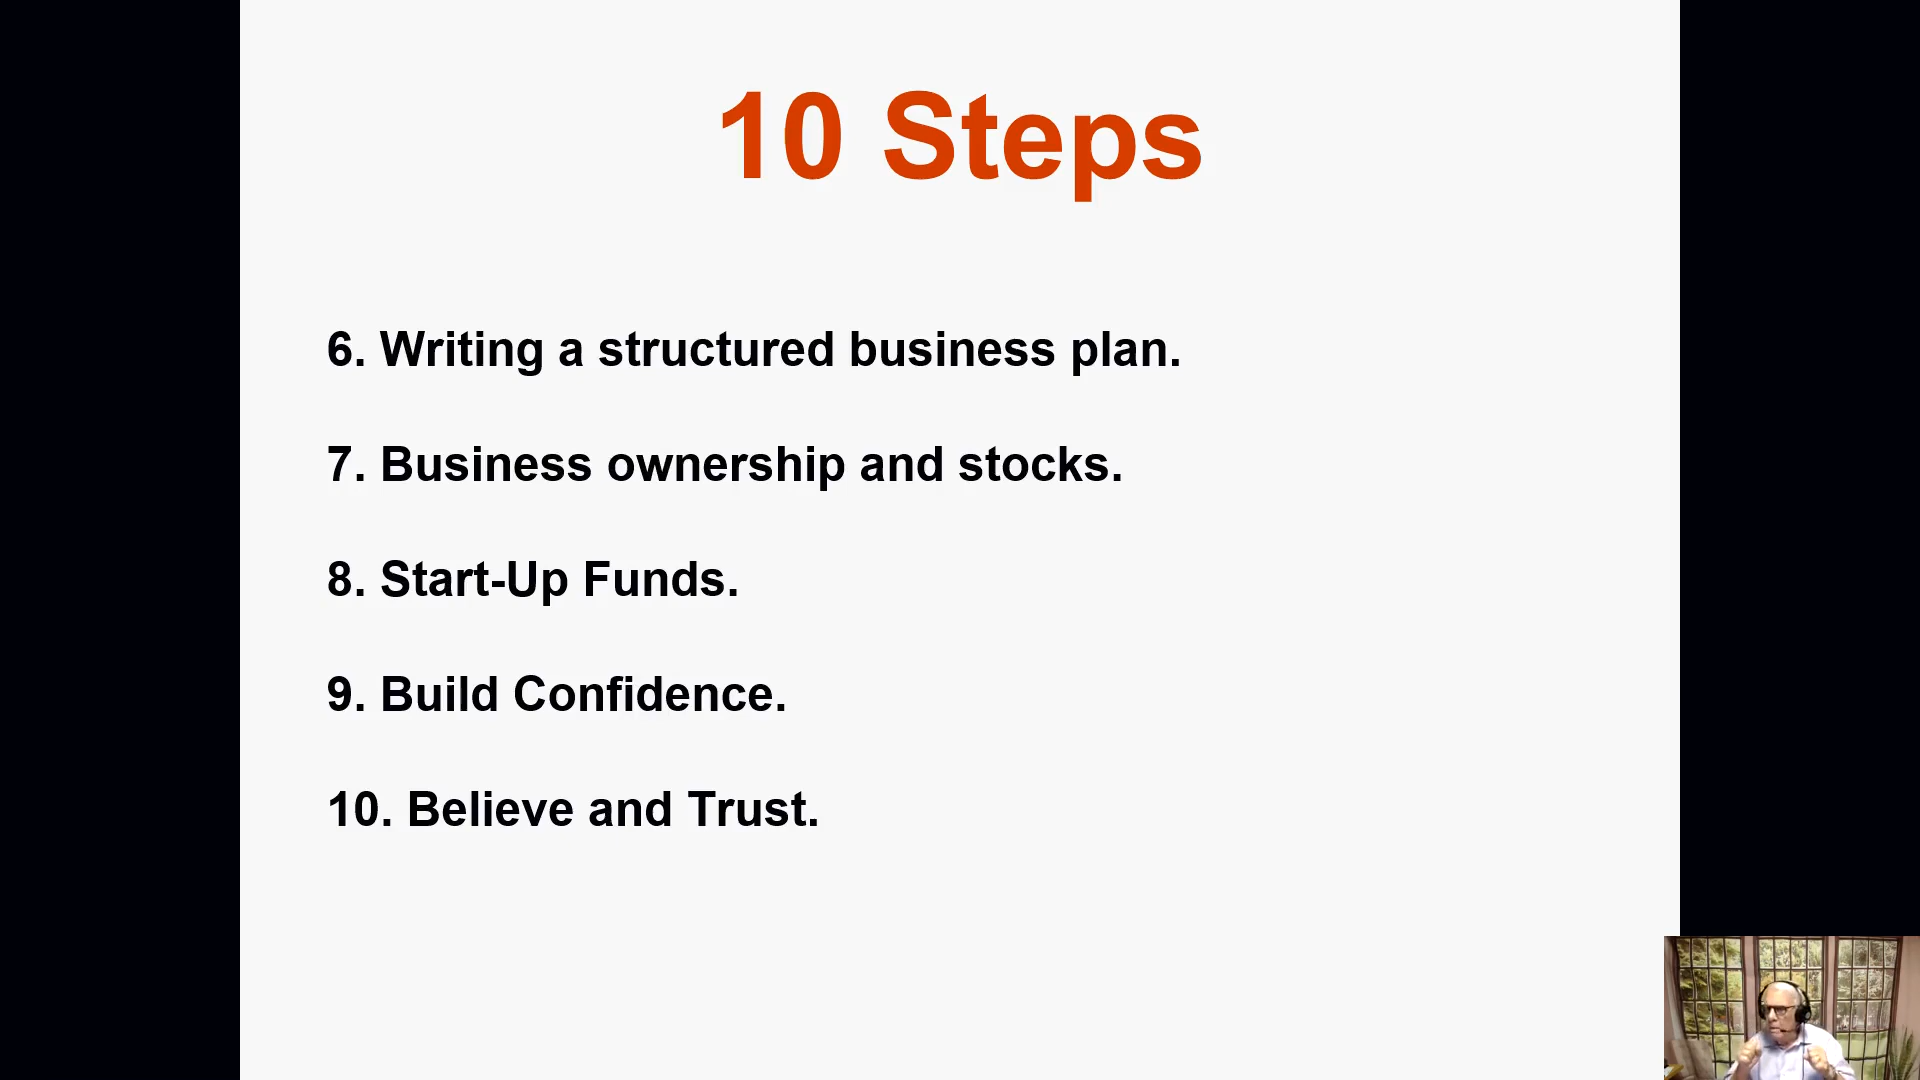 10 Steps
6. Writing a structured business plan.
7. Business ownership and stocks.
8. Start-Up Funds.
9. Build Confidence.
10. Believe and Trust.